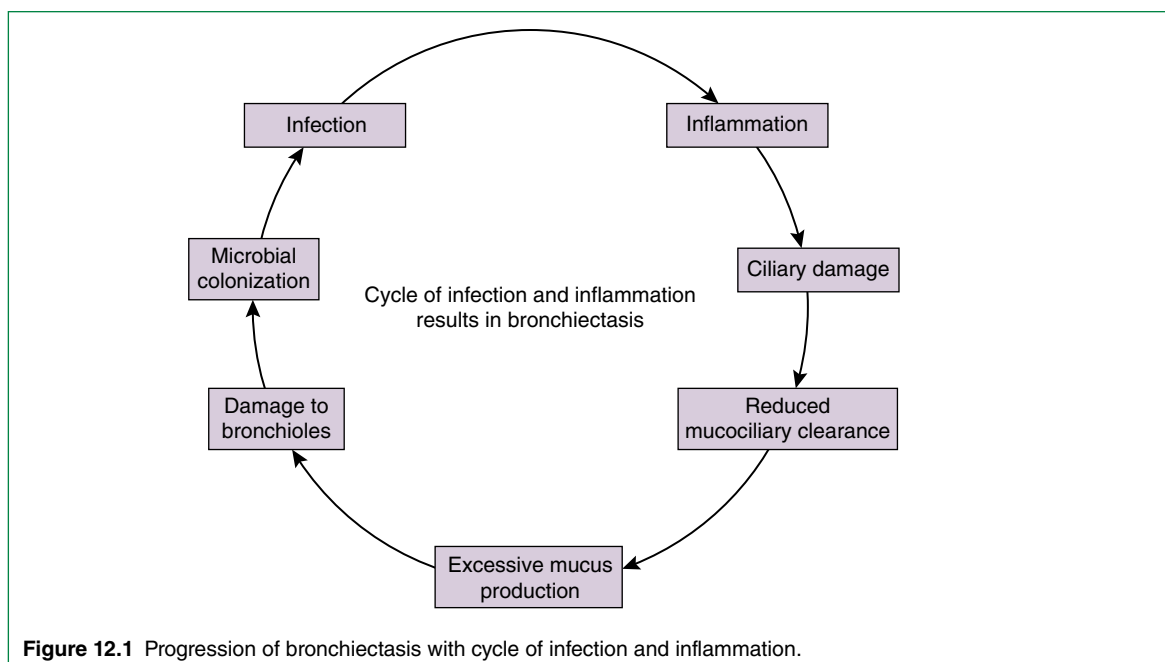 Infection
Inflammation
Microbial
colonization
Ciliary damage
Cycle of infection and inflammation
results in bronchiectasis
Damage to
bronchioles
Reduced
mucociliary clearance
Excessive mucus
production
Figure 12.1 Progression of bronchiectasis with cycle of infection and inflammation.